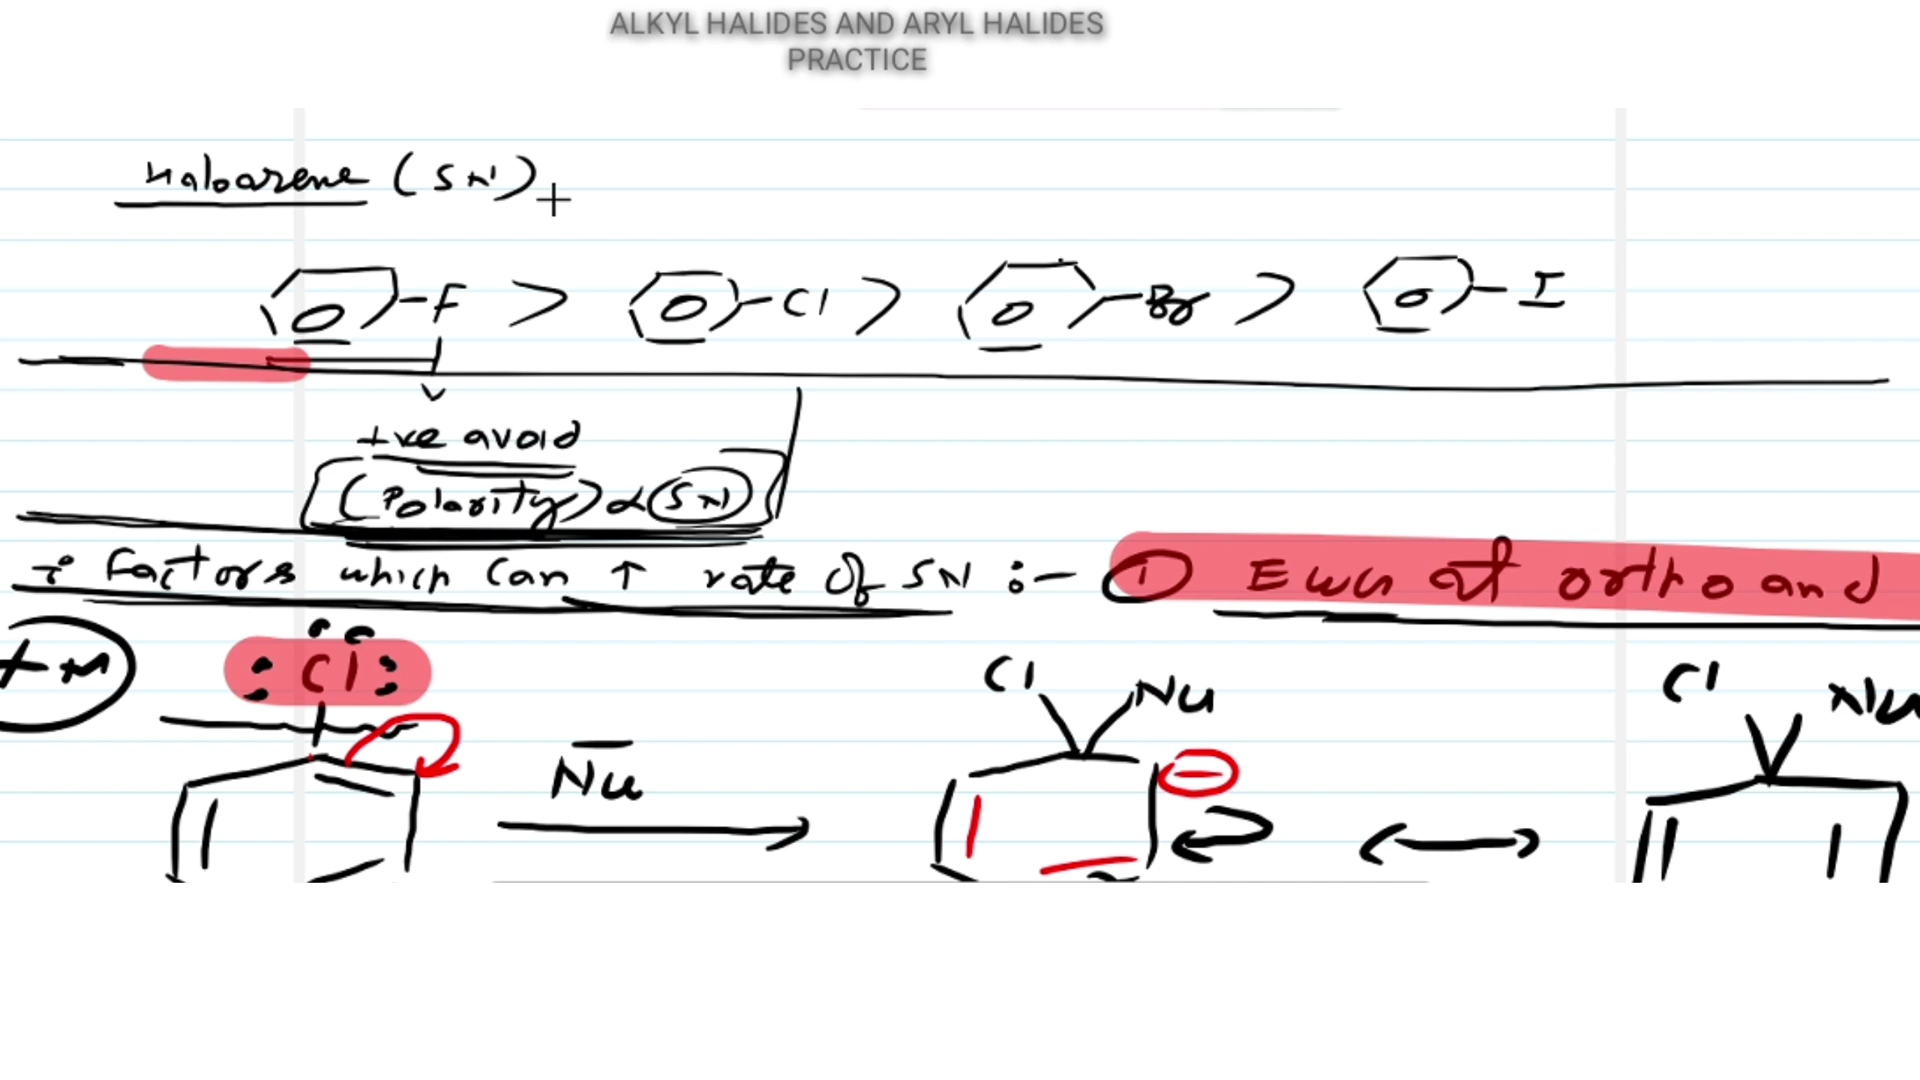 ALKYL HALIDES AND ARYL HALIDES
PRACTICE
Haloarene (SN)
-F > -Cl > -Br > -I
+ve avoid
(Polarity) ∝ (SN)
Factors which can ↑ rate of SN :- ① EWG at ortho and
+M
Cl
Cl Nu
Cl Nu
Nu